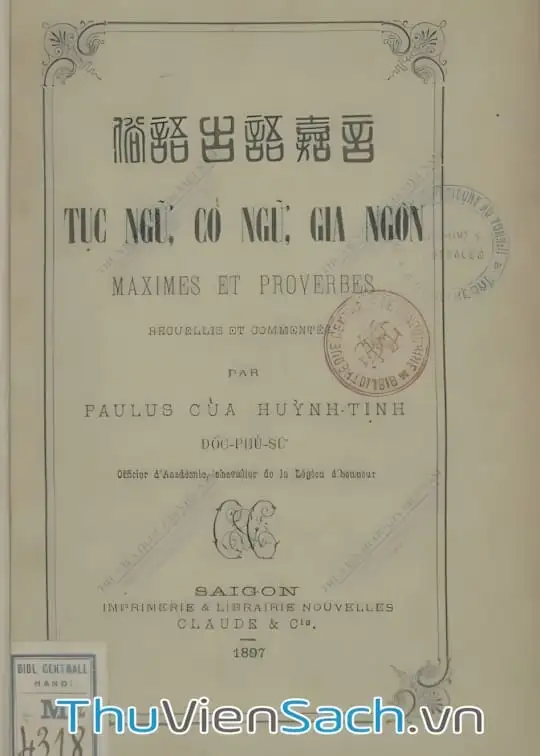 俗語古語嘉言
TỤC NGỮ, CỔ NGỮ, GIA NGÔN
MAXIMES ET PROVERBES
RECUEILLIS ET COMMENTÉS
PAR
PAULUS CỦA HUỲNH-TỊNH
ĐỐC-PHỦ-SỨ
Officier d'Académie, chevalier de la Légion d'honneur
SAIGON
IMPRIMERIE & LIBRAIRIE NOUVELLES
CLAUDE & Cie.
1897
BIBL CENTRALE
HANOI
4318
ThuVienSach.vn